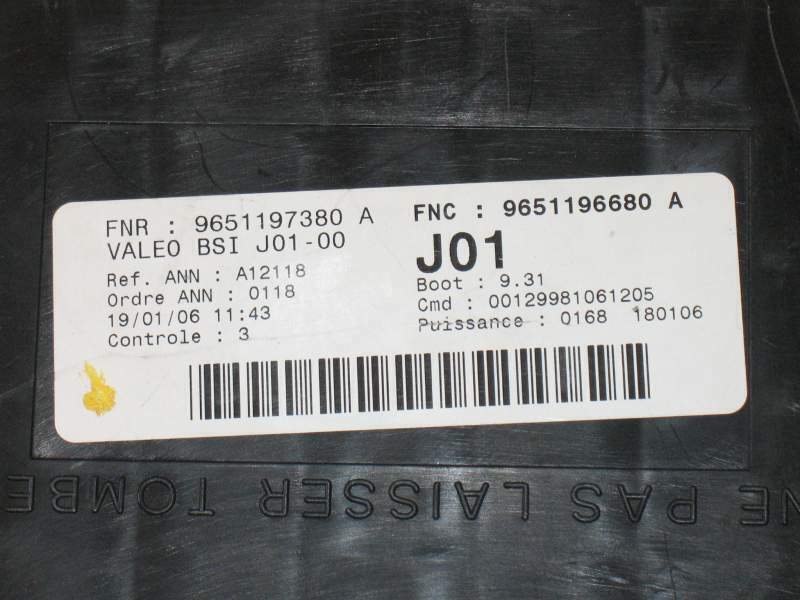 FNR : 9651197380 A
VALEO BSI J01-00
Ref. ANN : A12118
Ordre ANN : 0118
19/01/06 11:43
Controle : 3
FNC : 9651196680 A
J01
Boot : 9.31
Cmd : 00129981061205
Puissance : 0168 180106
NE PAS LAISSER TOMBE